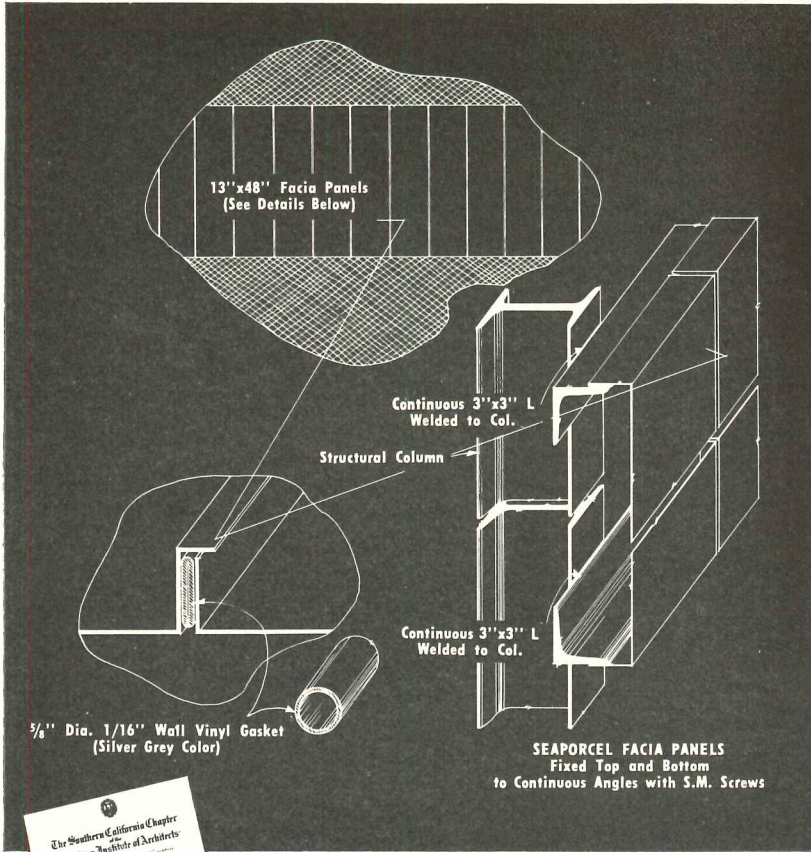 13"x48" Facia Panels
(See Details Below)
Continuous 3"x3" L
Welded to Col.
Structural Column
Continuous 3"x3" L
Welded to Col.
5/8" Dia. 1/16" Wall Vinyl Gasket
(Silver Grey Color)
SEAPORCEL FACIA PANELS
Fixed Top and Bottom
to Continuous Angles with S.M. Screws
The Southern California Chapter
of the
Institute of Architects